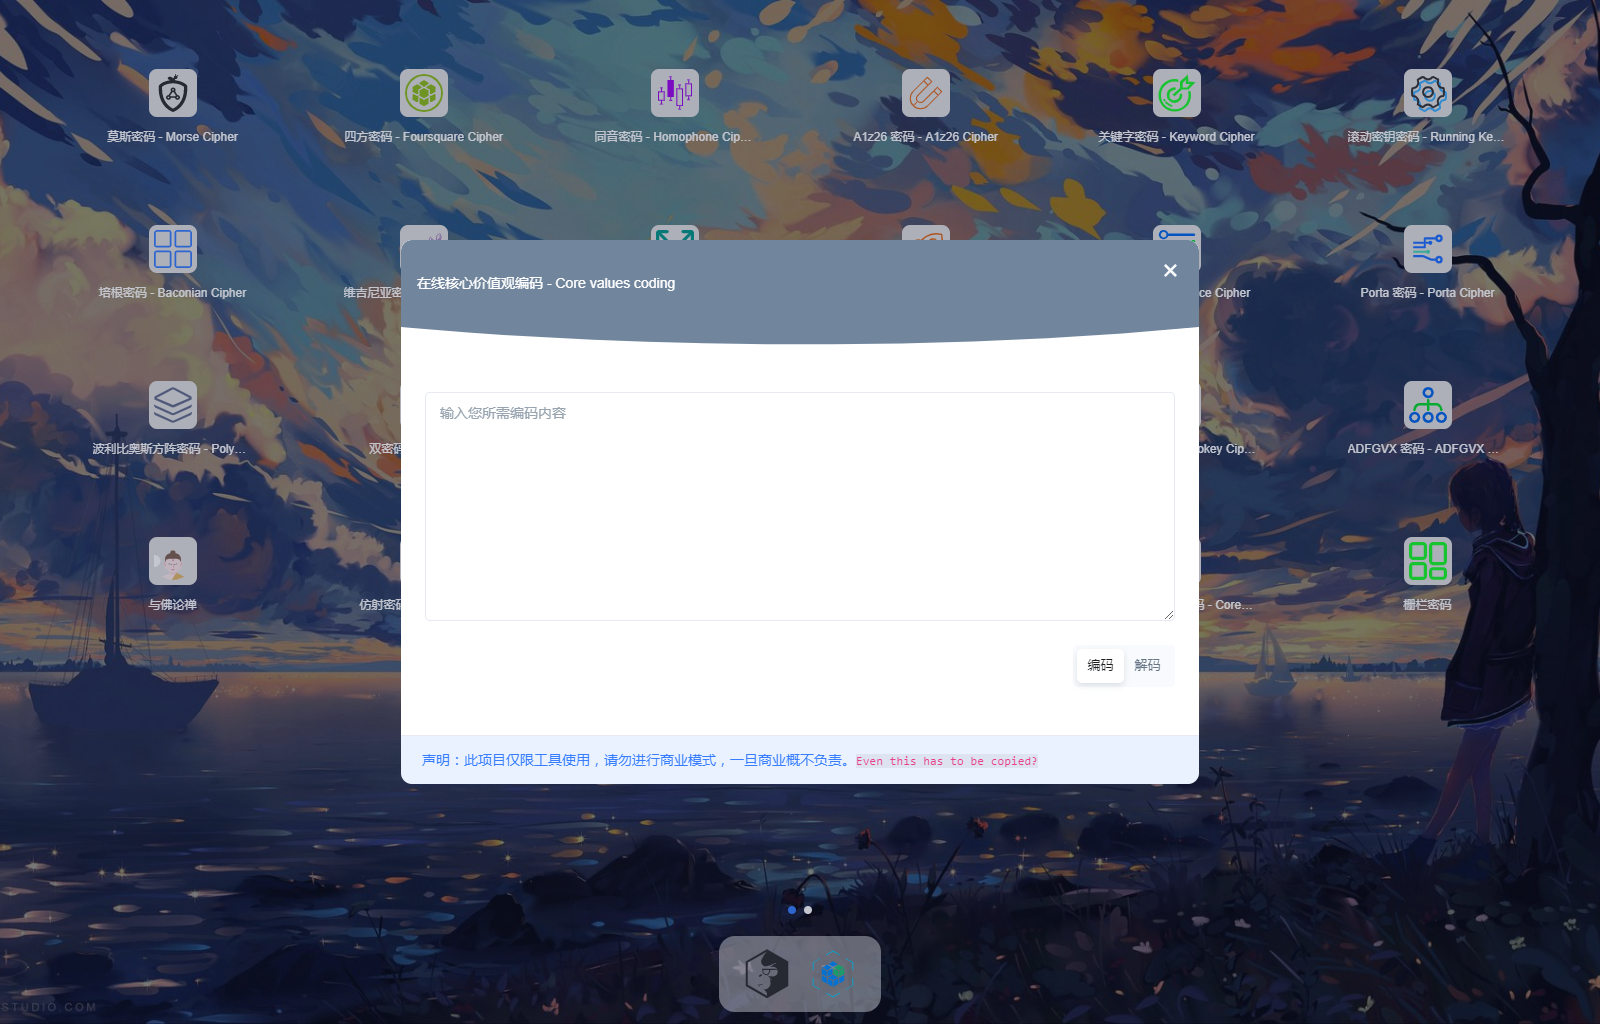 莫斯密码 - Morse Cipher
四方密码 - Foursquare Cipher
同音密码 - Homophone Cip...
A1z26 密码 - A1z26 Cipher
关鍵字密码 - Keyword Cipher
滚动密钥密码 - Running Ke...
培根密码 - Baconian Cipher
维吉尼亚密
ce Cipher
Porta 密码 - Porta Cipher
在线核心价值观编码 - Core values coding
输入您所需编码内容
波利比奥斯方阵密码 - Poly...
双密码
okey Cip...
ADFGVX 密码 - ADFGVX ...
与佛论禅
仿射密码
码 - Core...
栅栏密码
编码
解码
声明：此项目仅限工具使用，请勿进行商业模式，一旦商业概不负责。Even this has to be copied?
STUDIO.COM